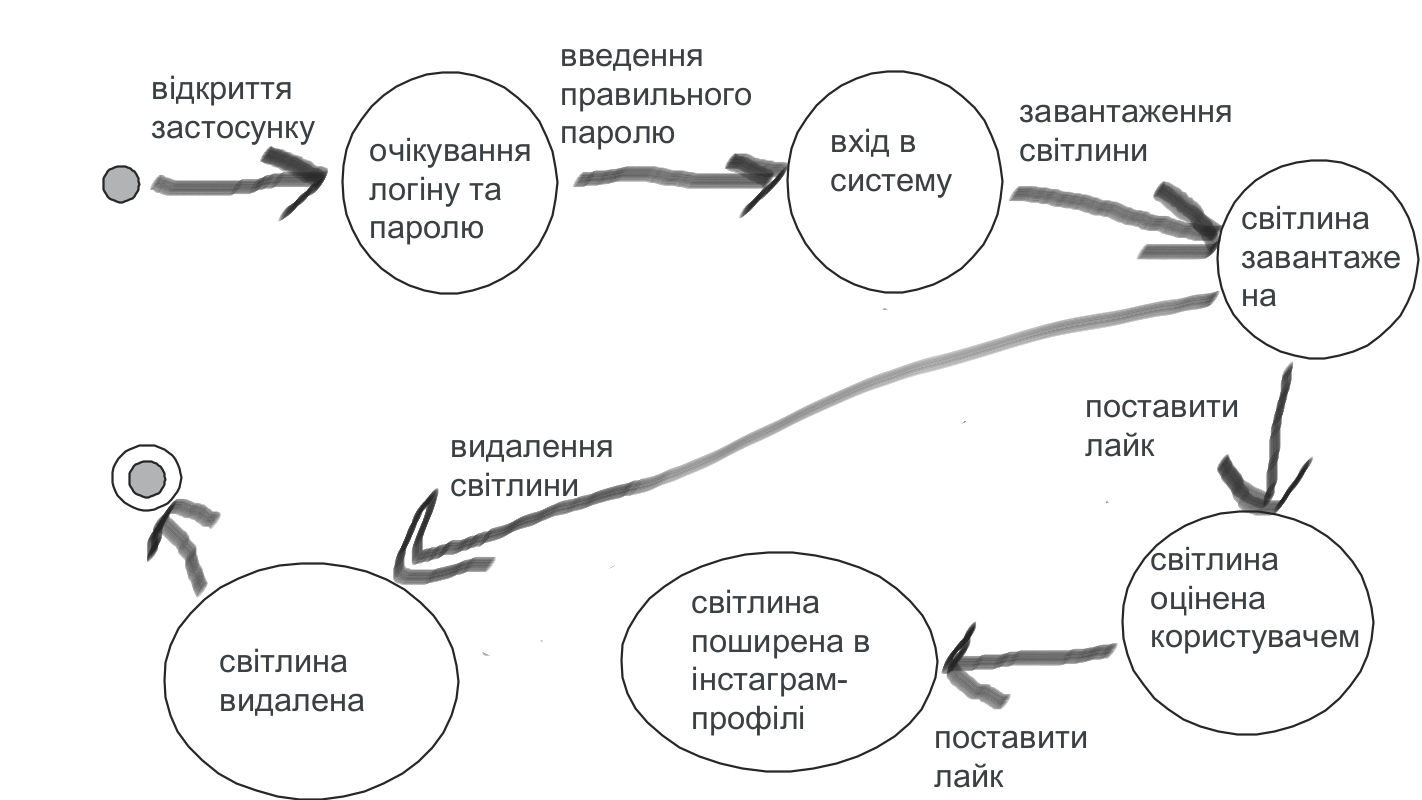 відкриття
застосунку
очікування
логіну та
паролю
введення
правильного
паролю
вхід в
систему
завантаження
світлини
світлина
завантаже
на
поставити
лайк
видалення
світлини
світлина
оцінена
користувачем
світлина
поширена в
інстаграм-
профілі
поставити
лайк
світлина
видалена